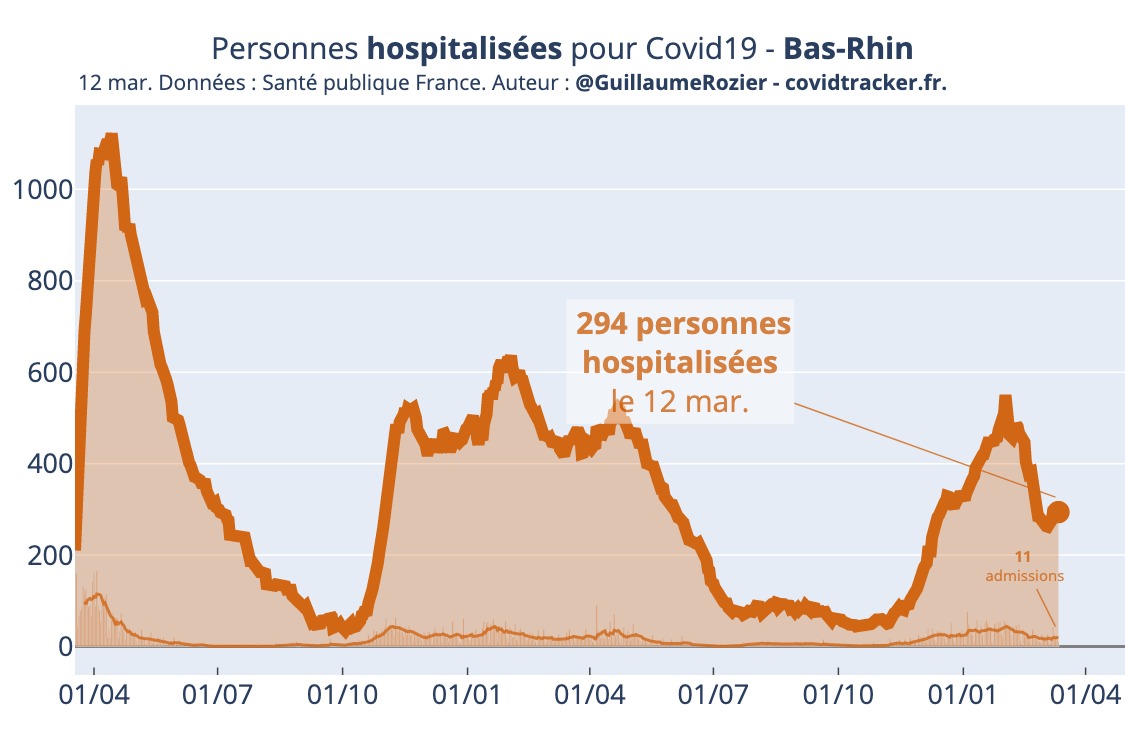 Personnes hospitalisées pour Covid19 - Bas-Rhin
12 mar. Données : Santé publique France. Auteur : @GuillaumeRozier - covidtracker.fr.
1000
800
600
400
200
0
294 personnes
hospitalisées
le 12 mar.
11
admissions
01/04 01/07 01/10 01/01 01/04 01/07 01/10 01/01 01/04